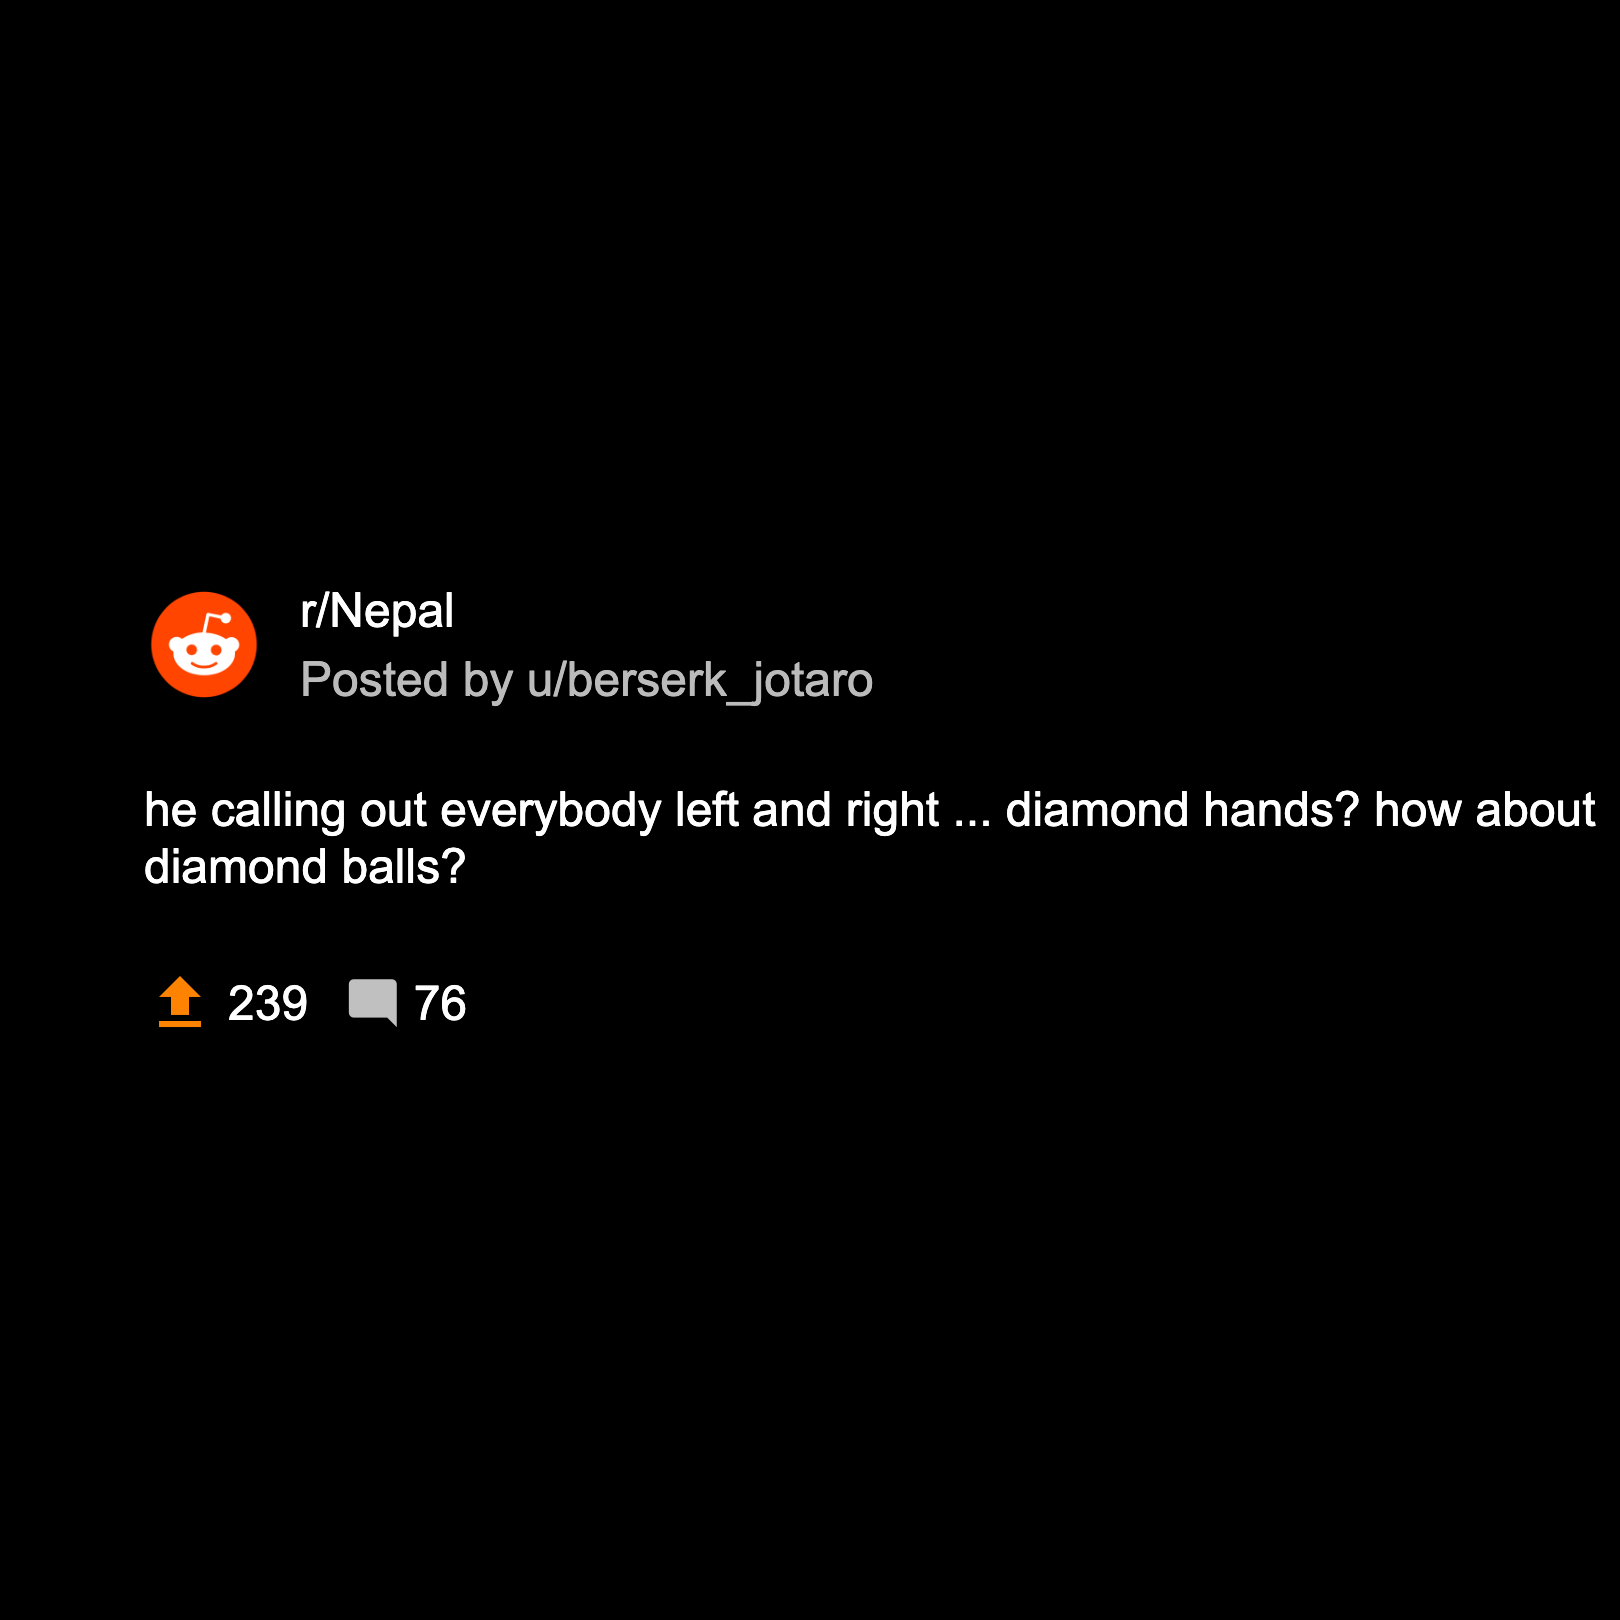 r/Nepal
Posted by u/berserk_jotaro
he calling out everybody left and right ... diamond hands? how about
diamond balls?
239 76